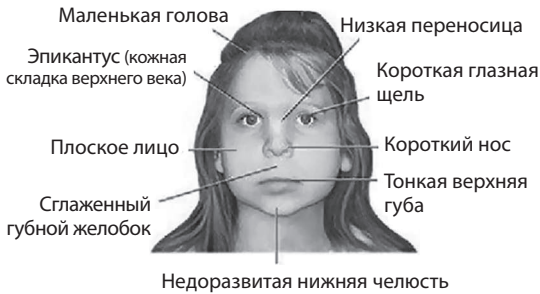 Маленькая голова
Низкая переносица
Эпикантус (кожная
складка верхнего века)
Короткая глазная
щель
Плоское лицо
Короткий нос
Тонкая верхняя
губа
Сглаженный
губной желобок
Недоразвитая нижняя челюсть